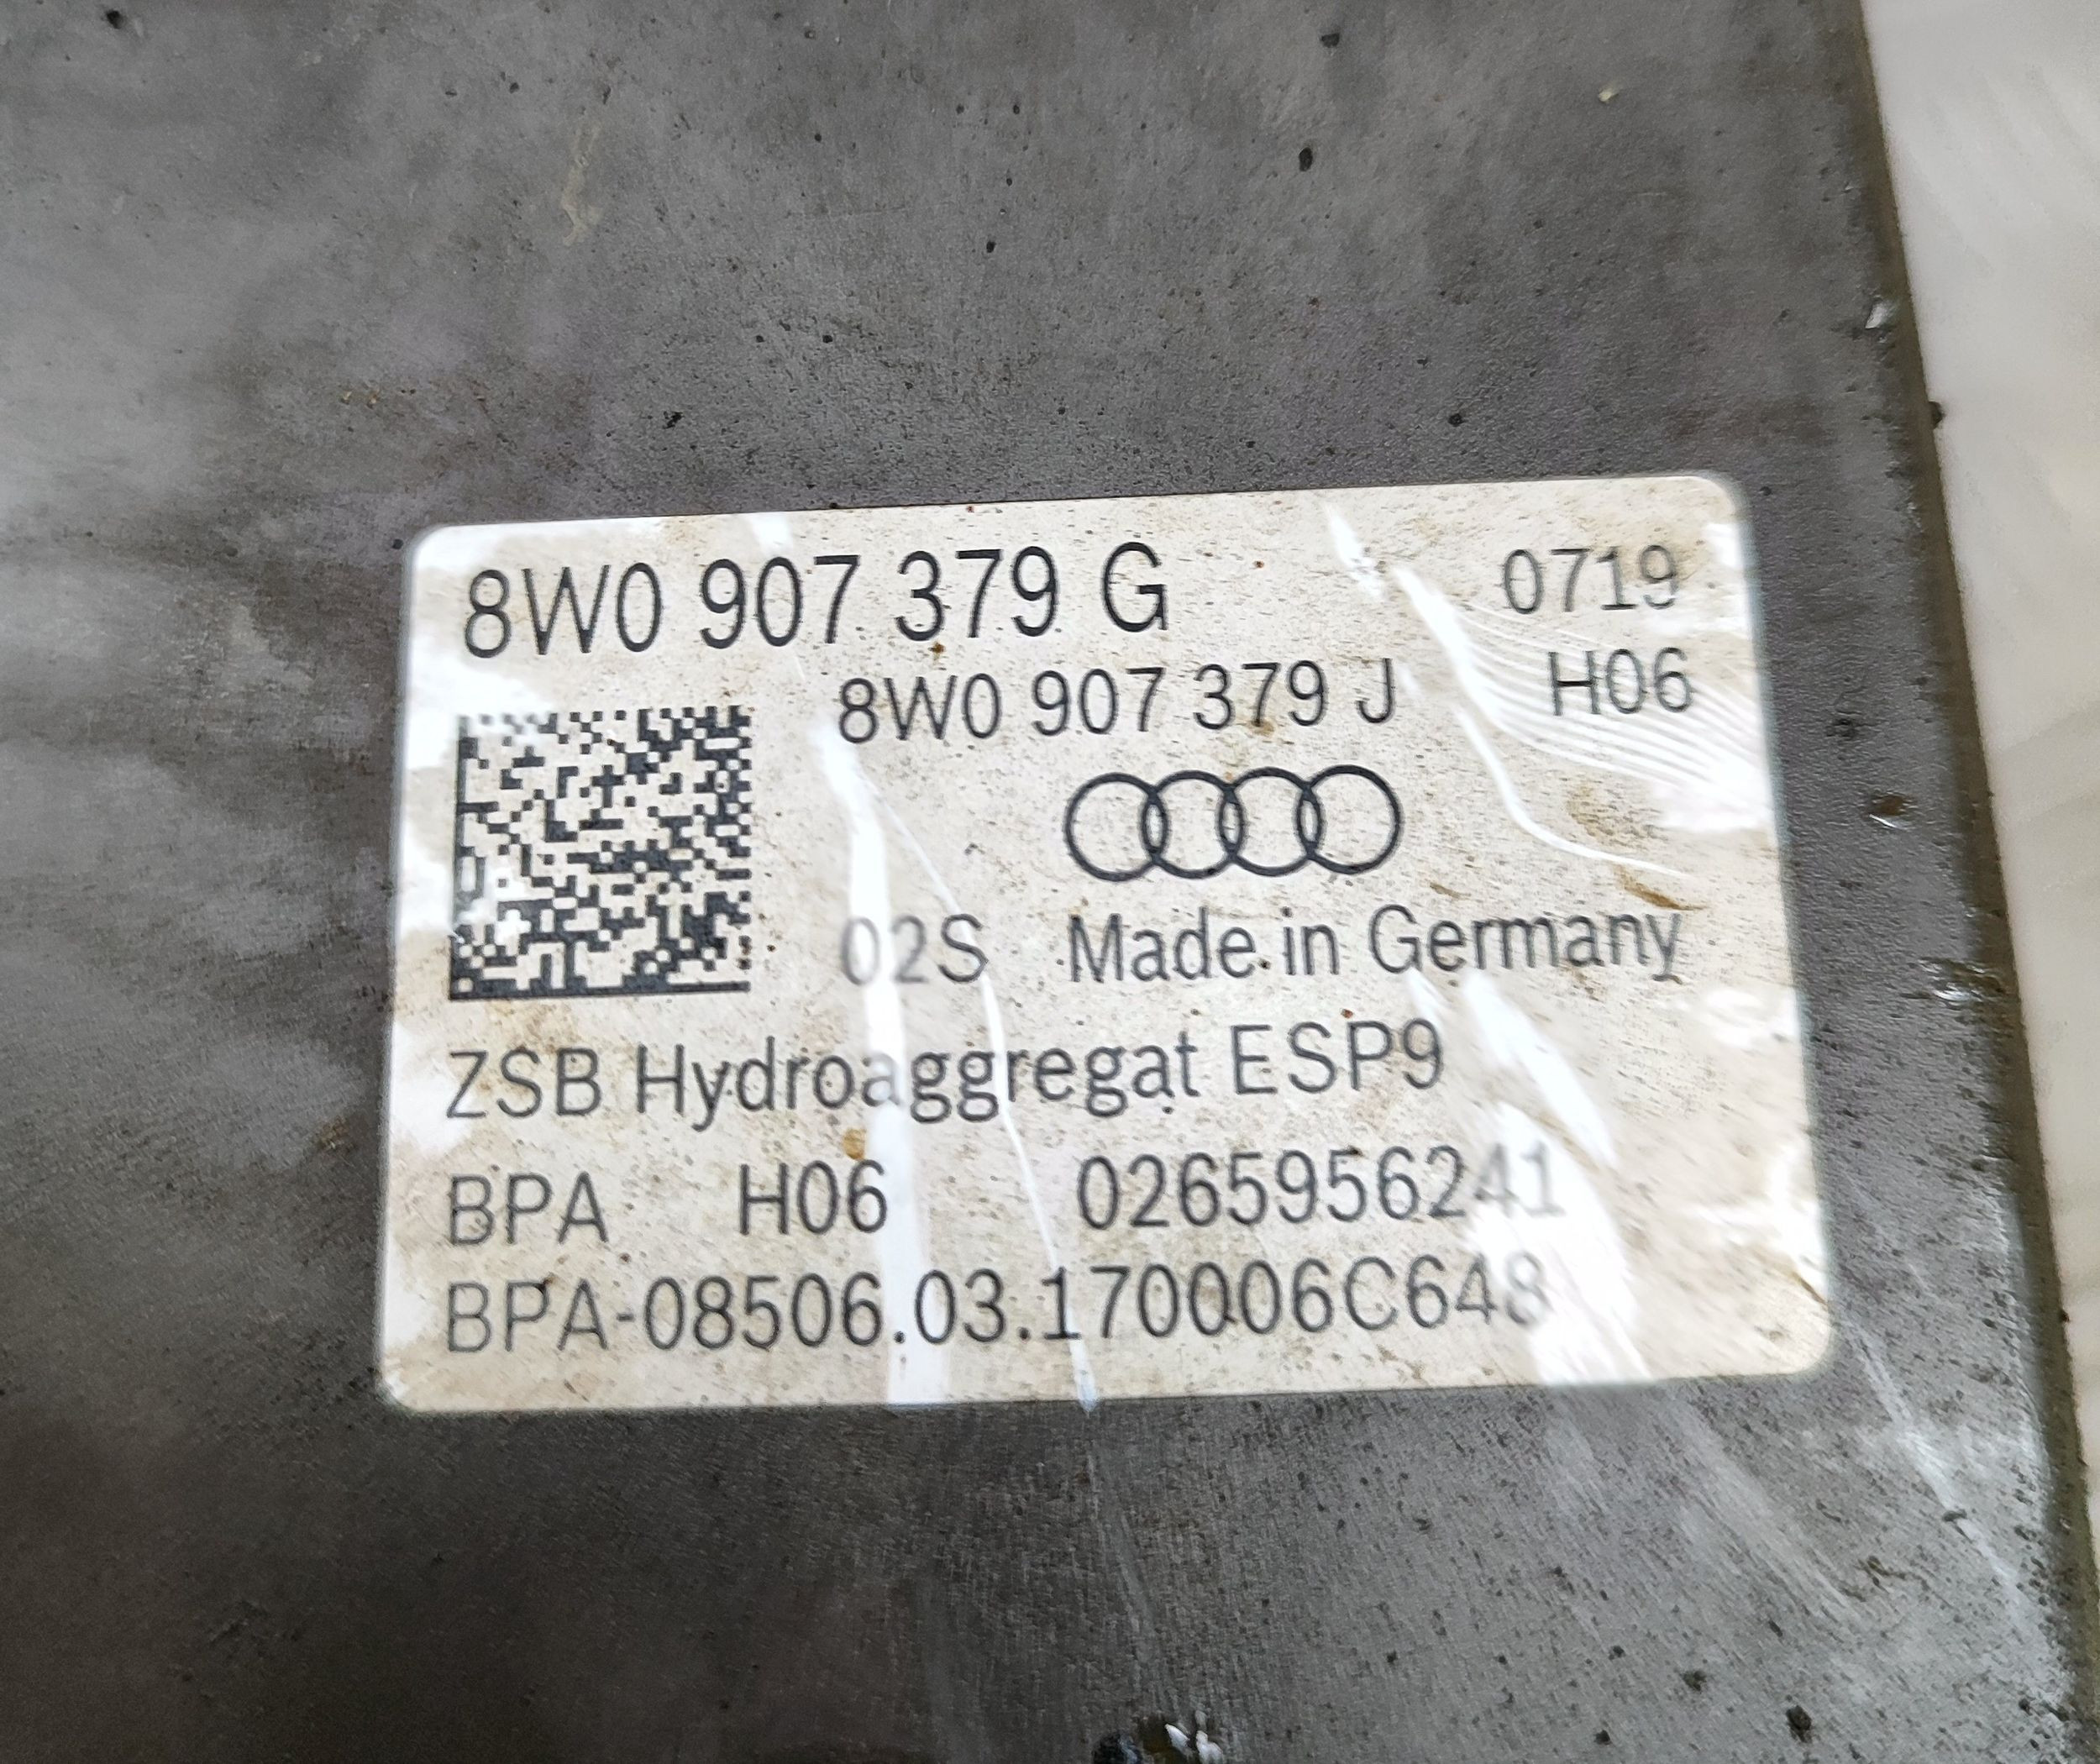 8W0 907 379 G 0719
8W0 907 379 J H06
02S Made in Germany
ZSB Hydroaggregat ESP9
BPA H06 0265956241
BPA-08506.03.170006C648